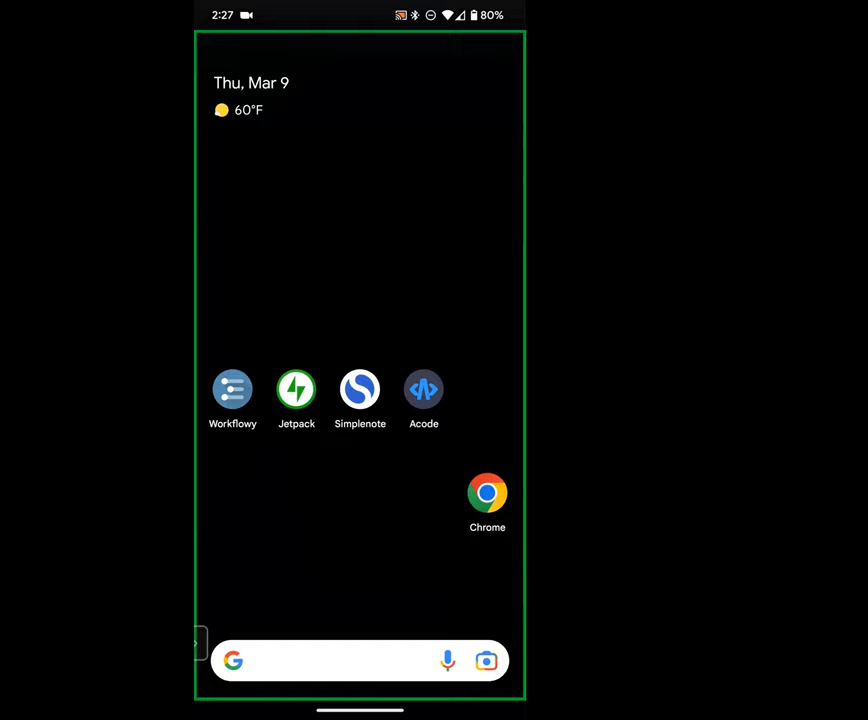 2:27 80%
Thu, Mar 9
60°F
Workflowy Jetpack Simplenote Acode
Chrome